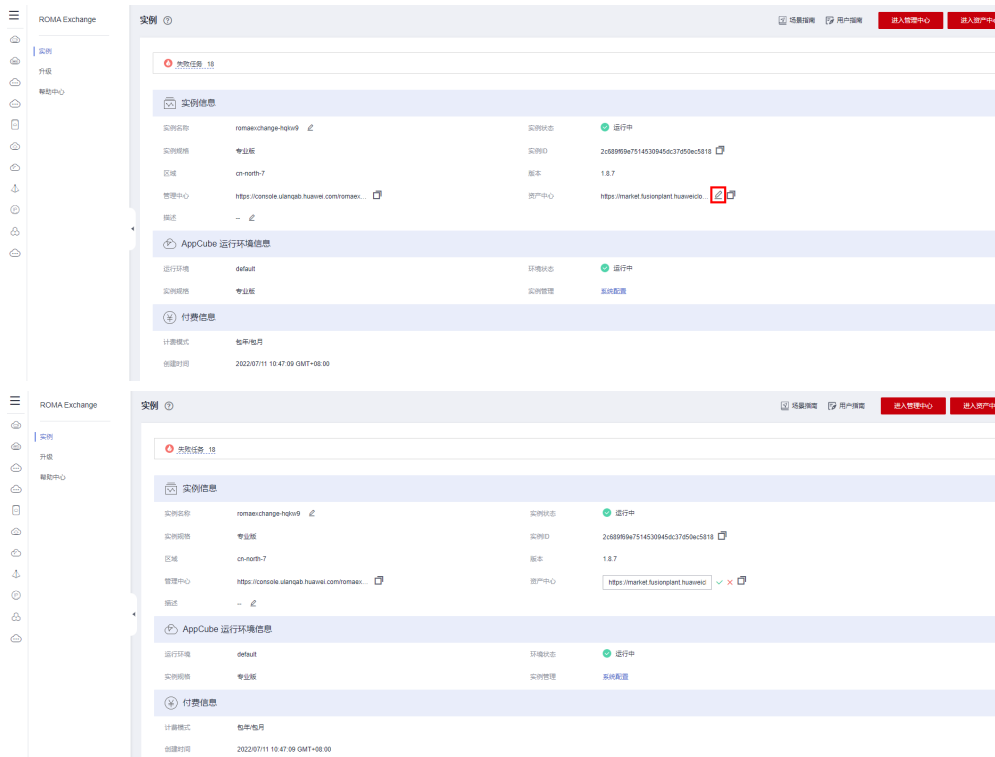 ROMA Exchange
实例
场景指南 用户指南 进入管理中心 进入资产中心
实例
升级
帮助中心
失败任务 18
实例信息
实例名称 romaexchange-hqkw9 实例状态 运行中
实例规格 专业版 实例ID 2c689f69e7514530945dc37d50ec5818
区域 cn-north-7 版本 1.8.7
管理中心 https://console.ulanqab.huawei.com/romaex... 资产中心 https://market.fusionplant.huaweiclo...
描述 --
AppCube 运行环境信息
运行环境 default 环境状态 运行中
实例规格 专业版 实例管理 系统配置
付费信息
计费模式 包年/包月
创建时间 2022/07/11 10:47:09 GMT+08:00
ROMA Exchange
实例
场景指南 用户指南 进入管理中心 进入资产中
实例
升级
帮助中心
失败任务 18
实例信息
实例名称 romaexchange-hqkw9 实例状态 运行中
实例规格 专业版 实例ID 2c689f69e7514530945dc37d50ec5818
区域 cn-north-7 版本 1.8.7
管理中心 https://console.ulanqab.huawei.com/romaex... 资产中心 https://market.fusionplant.huaweicl
描述 --
AppCube 运行环境信息
运行环境 default 环境状态 运行中
实例规格 专业版 实例管理 系统配置
付费信息
计费模式 包年/包月
创建时间 2022/07/11 10:47:09 GMT+08:00